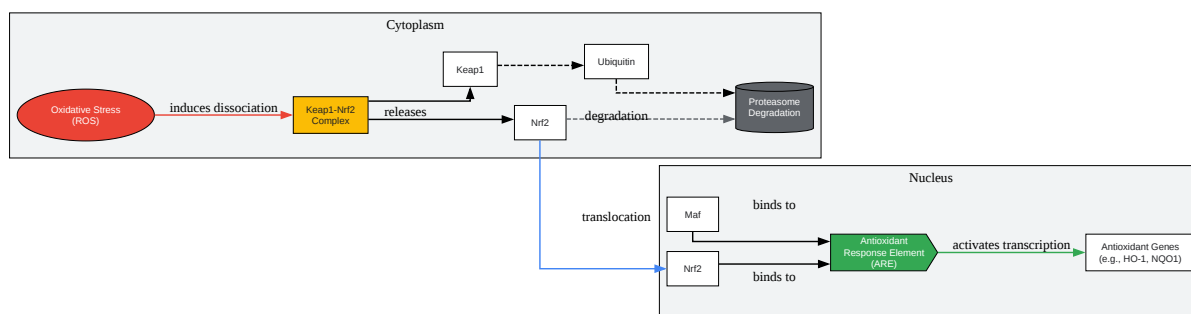 Cytoplasm
Keap1
Ubiquitin
Oxidative Stress
(ROS)
induces dissociation
Keap1-Nrf2
Complex
releases
Nrf2
degradation
Proteasome
Degradation
Nucleus
translocation
Maf
binds to
Nrf2
binds to
Antioxidant
Response Element
(ARE)
activates transcription
Antioxidant Genes
(e.g., HO-1, NQO1)